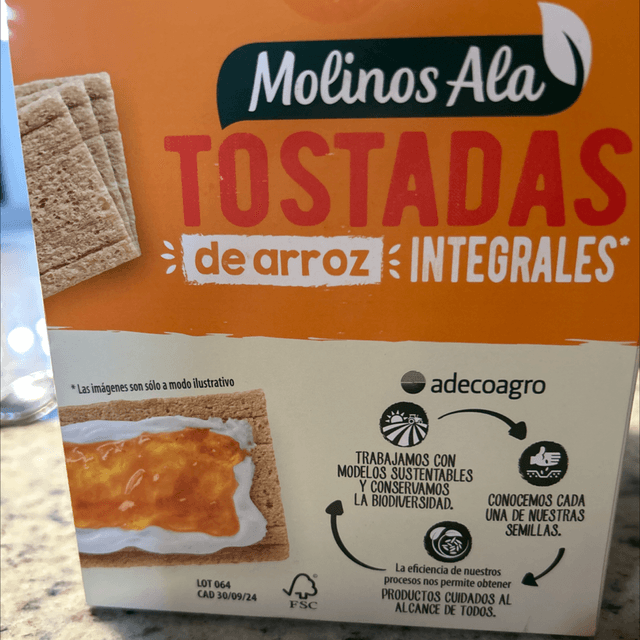 Molinos Ala
TOSTADAS
de arroz INTEGRALES*
* Las imágenes son sólo a modo ilustrativo
adecoagro
TRABAJAMOS CON
MODELOS SUSTENTABLES
Y CONSERVAMOS
LA BIODIVERSIDAD.
CONOCEMOS CADA
UNA DE NUESTRAS
SEMILLAS.
La eficiencia de nuestros
procesos nos permite obtener
PRODUCTOS CUIDADOS AL
ALCANCE DE TODOS.
LOT 064
CAD 30/09/24
FSC